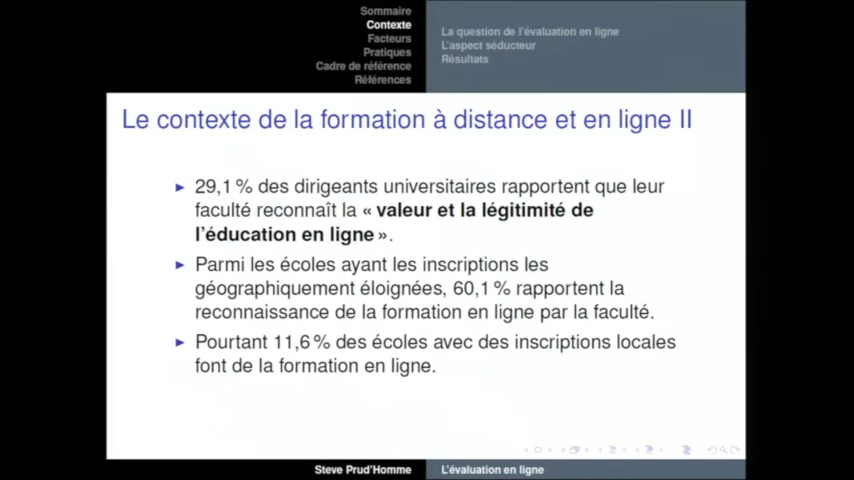 Sommaire
Contexte
Facteurs
Pratiques
Cadre de référence
Références
La question de l'évaluation en ligne
L'aspect séducteur
Résultats
Le contexte de la formation à distance et en ligne II
29,1 % des dirigeants universitaires rapportent que leur
faculté reconnaît la « valeur et la légitimité de
l'éducation en ligne ».
Parmi les écoles ayant les inscriptions les
géographiquement éloignées, 60,1 % rapportent la
reconnaissance de la formation en ligne par la faculté.
Pourtant 11,6 % des écoles avec des inscriptions locales
font de la formation en ligne.
Steve Prud'Homme
L'évaluation en ligne